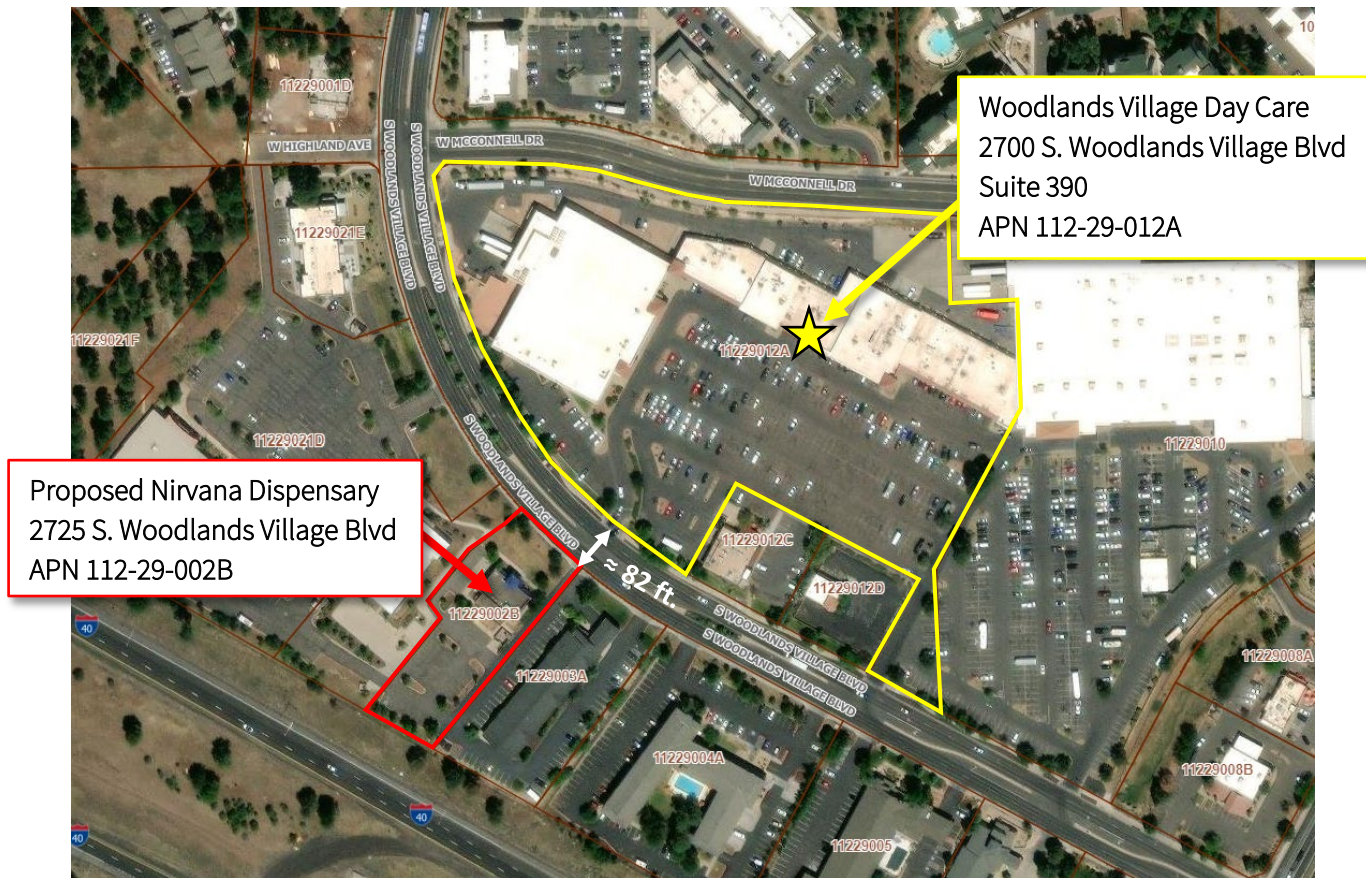 10
11229001D
S WOODLANDS VILLAGE BLVD
S WOODLANDS VILLAGE BLVD
W HIGHLAND AVE
W MCCONNELL DR
W MCCONNELL DR
Woodlands Village Day Care
2700 S. Woodlands Village Blvd
Suite 390
APN 112-29-012A
11229021E
11229021F
11229012A
11229021D
11229010
S WOODLANDS VILLAGE BLVD
Proposed Nirvana Dispensary
2725 S. Woodlands Village Blvd
APN 112-29-002B
≈ 82 ft.
11229012C
11229012D
11229002B
40
S WOODLANDS VILLAGE BLVD
S WOODLANDS VILLAGE BLVD
11229003A
11229008A
11229004A
11229008B
40
40
11229005